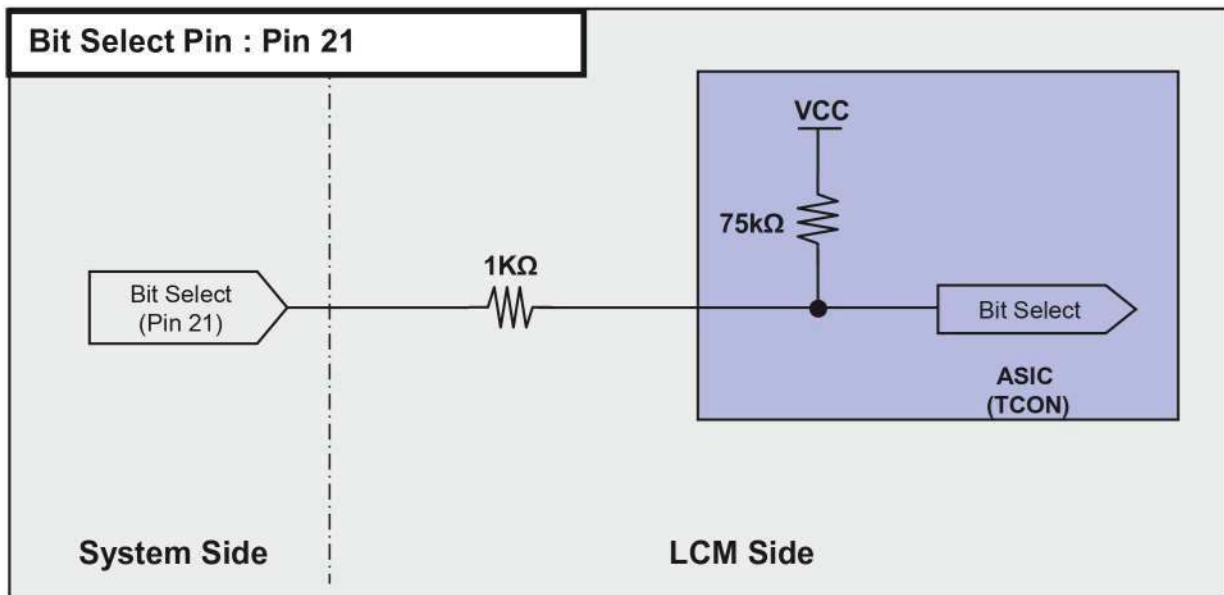 Bit Select Pin : Pin 21
VCC
75kΩ
1KΩ
Bit Select
(Pin 21)
Bit Select
ASIC
(TCON)
System Side
LCM Side